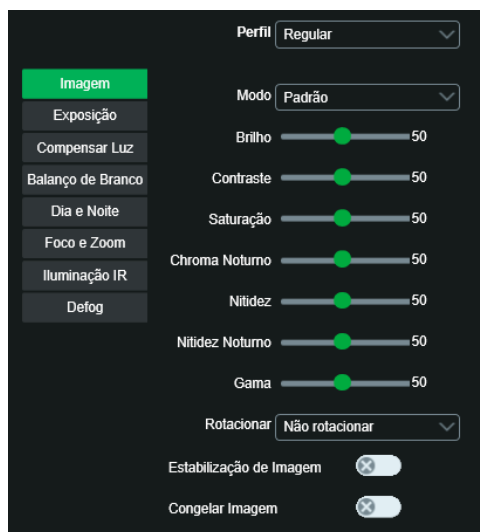 Perfil Regular
Imagem
Exposição
Compensar Luz
Balanço de Branco
Dia e Noite
Foco e Zoom
Iluminação IR
Defog
Modo Padrão
Brilho 50
Contraste 50
Saturação 50
Chroma Noturno 50
Nitidez 50
Nitidez Noturno 50
Gama 50
Rotacionar Não rotacionar
Estabilização de Imagem
Congelar Imagem